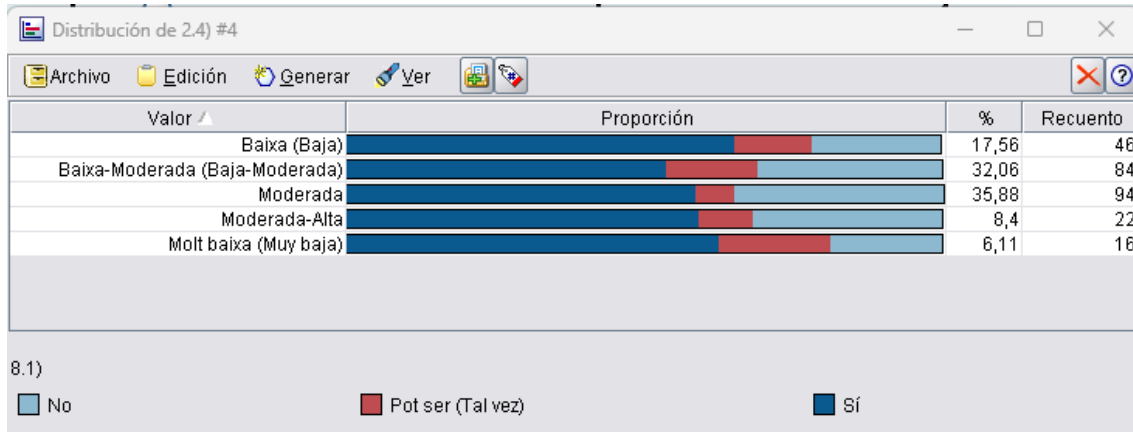 Distribución de 2.4) #4
Archivo Edición Generar Ver
Valor Proporción % Recuento
Baixa (Baja) 17,56 46
Baixa-Moderada (Baja-Moderada) 32,06 84
Moderada 35,88 94
Moderada-Alta 8,4 22
Molt baixa (Muy baja) 6,11 16
8.1)
No Pot ser (Tal vez) Sí